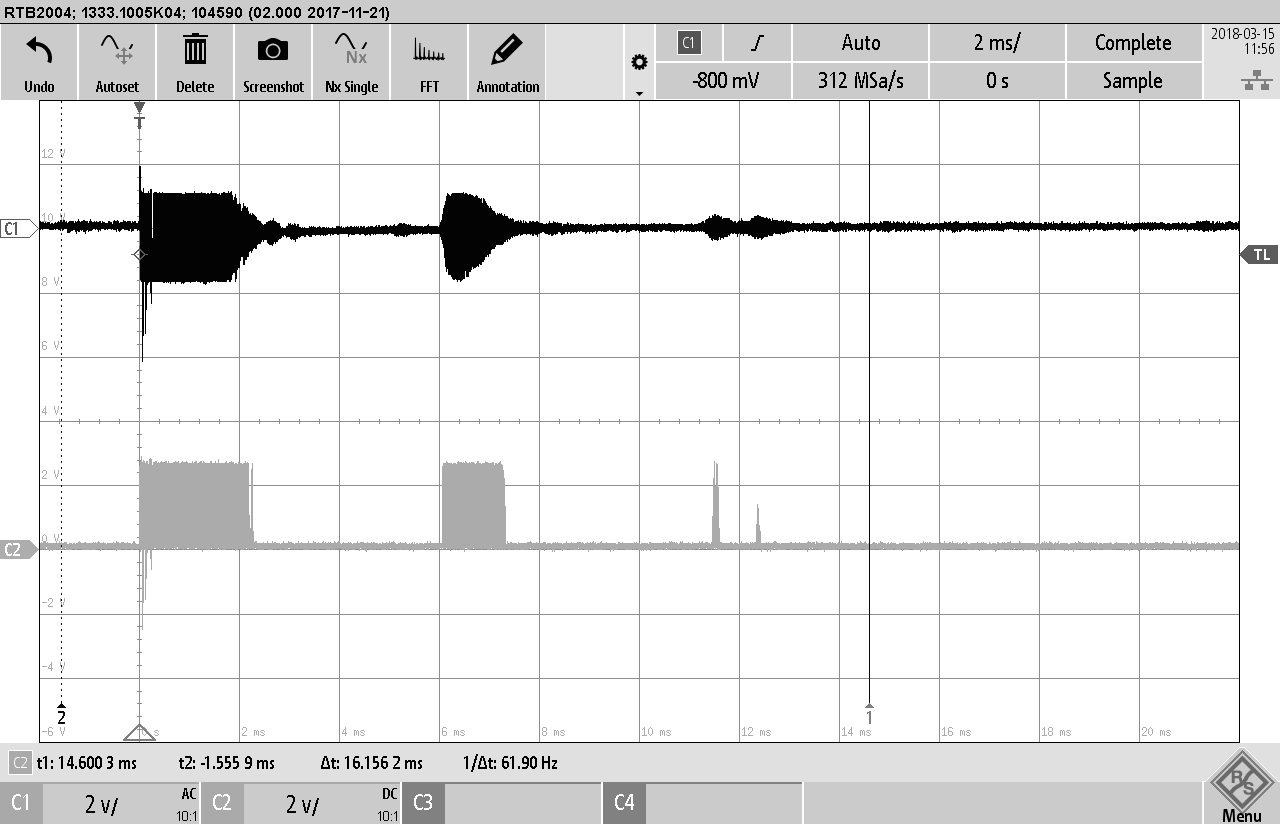 RTB2004; 1333.1005K04; 104590 (02.000 2017-11-21)
Undo
Autoset
Delete
Screenshot
Nx
Nx Single
FFT
Annotation
C1
Auto
2 ms/
Complete
2018-03-15
11:56
-800 mV
312 MSa/s
0 s
Sample
T
12 V
10 V
C1
TL
8 V
6 V
4 V
2 V
0 V
C2
-2 V
-4 V
2
1
-6 V
0 s
2 ms
4 ms
6 ms
8 ms
10 ms
12 ms
14 ms
16 ms
18 ms
20 ms
C2
t1: 14.600 3 ms
t2: -1.555 9 ms
Δt: 16.156 2 ms
1/Δt: 61.90 Hz
C1
2 V/
AC
10:1
C2
2 V/
DC
10:1
C3
C4
R
S
Menu